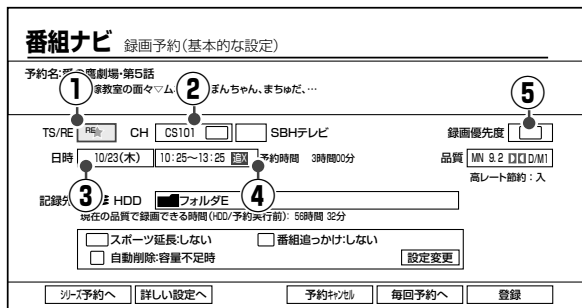 番組ナビ 録画予約(基本的な設定)
予約名:愛の鷹劇場・第5話
家教室の面々▽ム ぽんちゃん、まちゅだ、…
① ② ⑤
TS/RE RE CH CS101 SBHテレビ 録画優先度
日時 10/23(木) 10:25~13:25 追X 予約時間 3時間00分 品質 MN 9.2 D/M1
高レート節約:入
③ ④
記録先 HDD フォルダE
現在の品質で録画できる時間(HDD/予約実行前): 56時間 32分
スポーツ延長:しない 番組追っかけ:しない
自動削除:容量不足時 設定変更
シリーズ予約へ 詳しい設定へ 予約キャンセル 毎回予約へ 登録